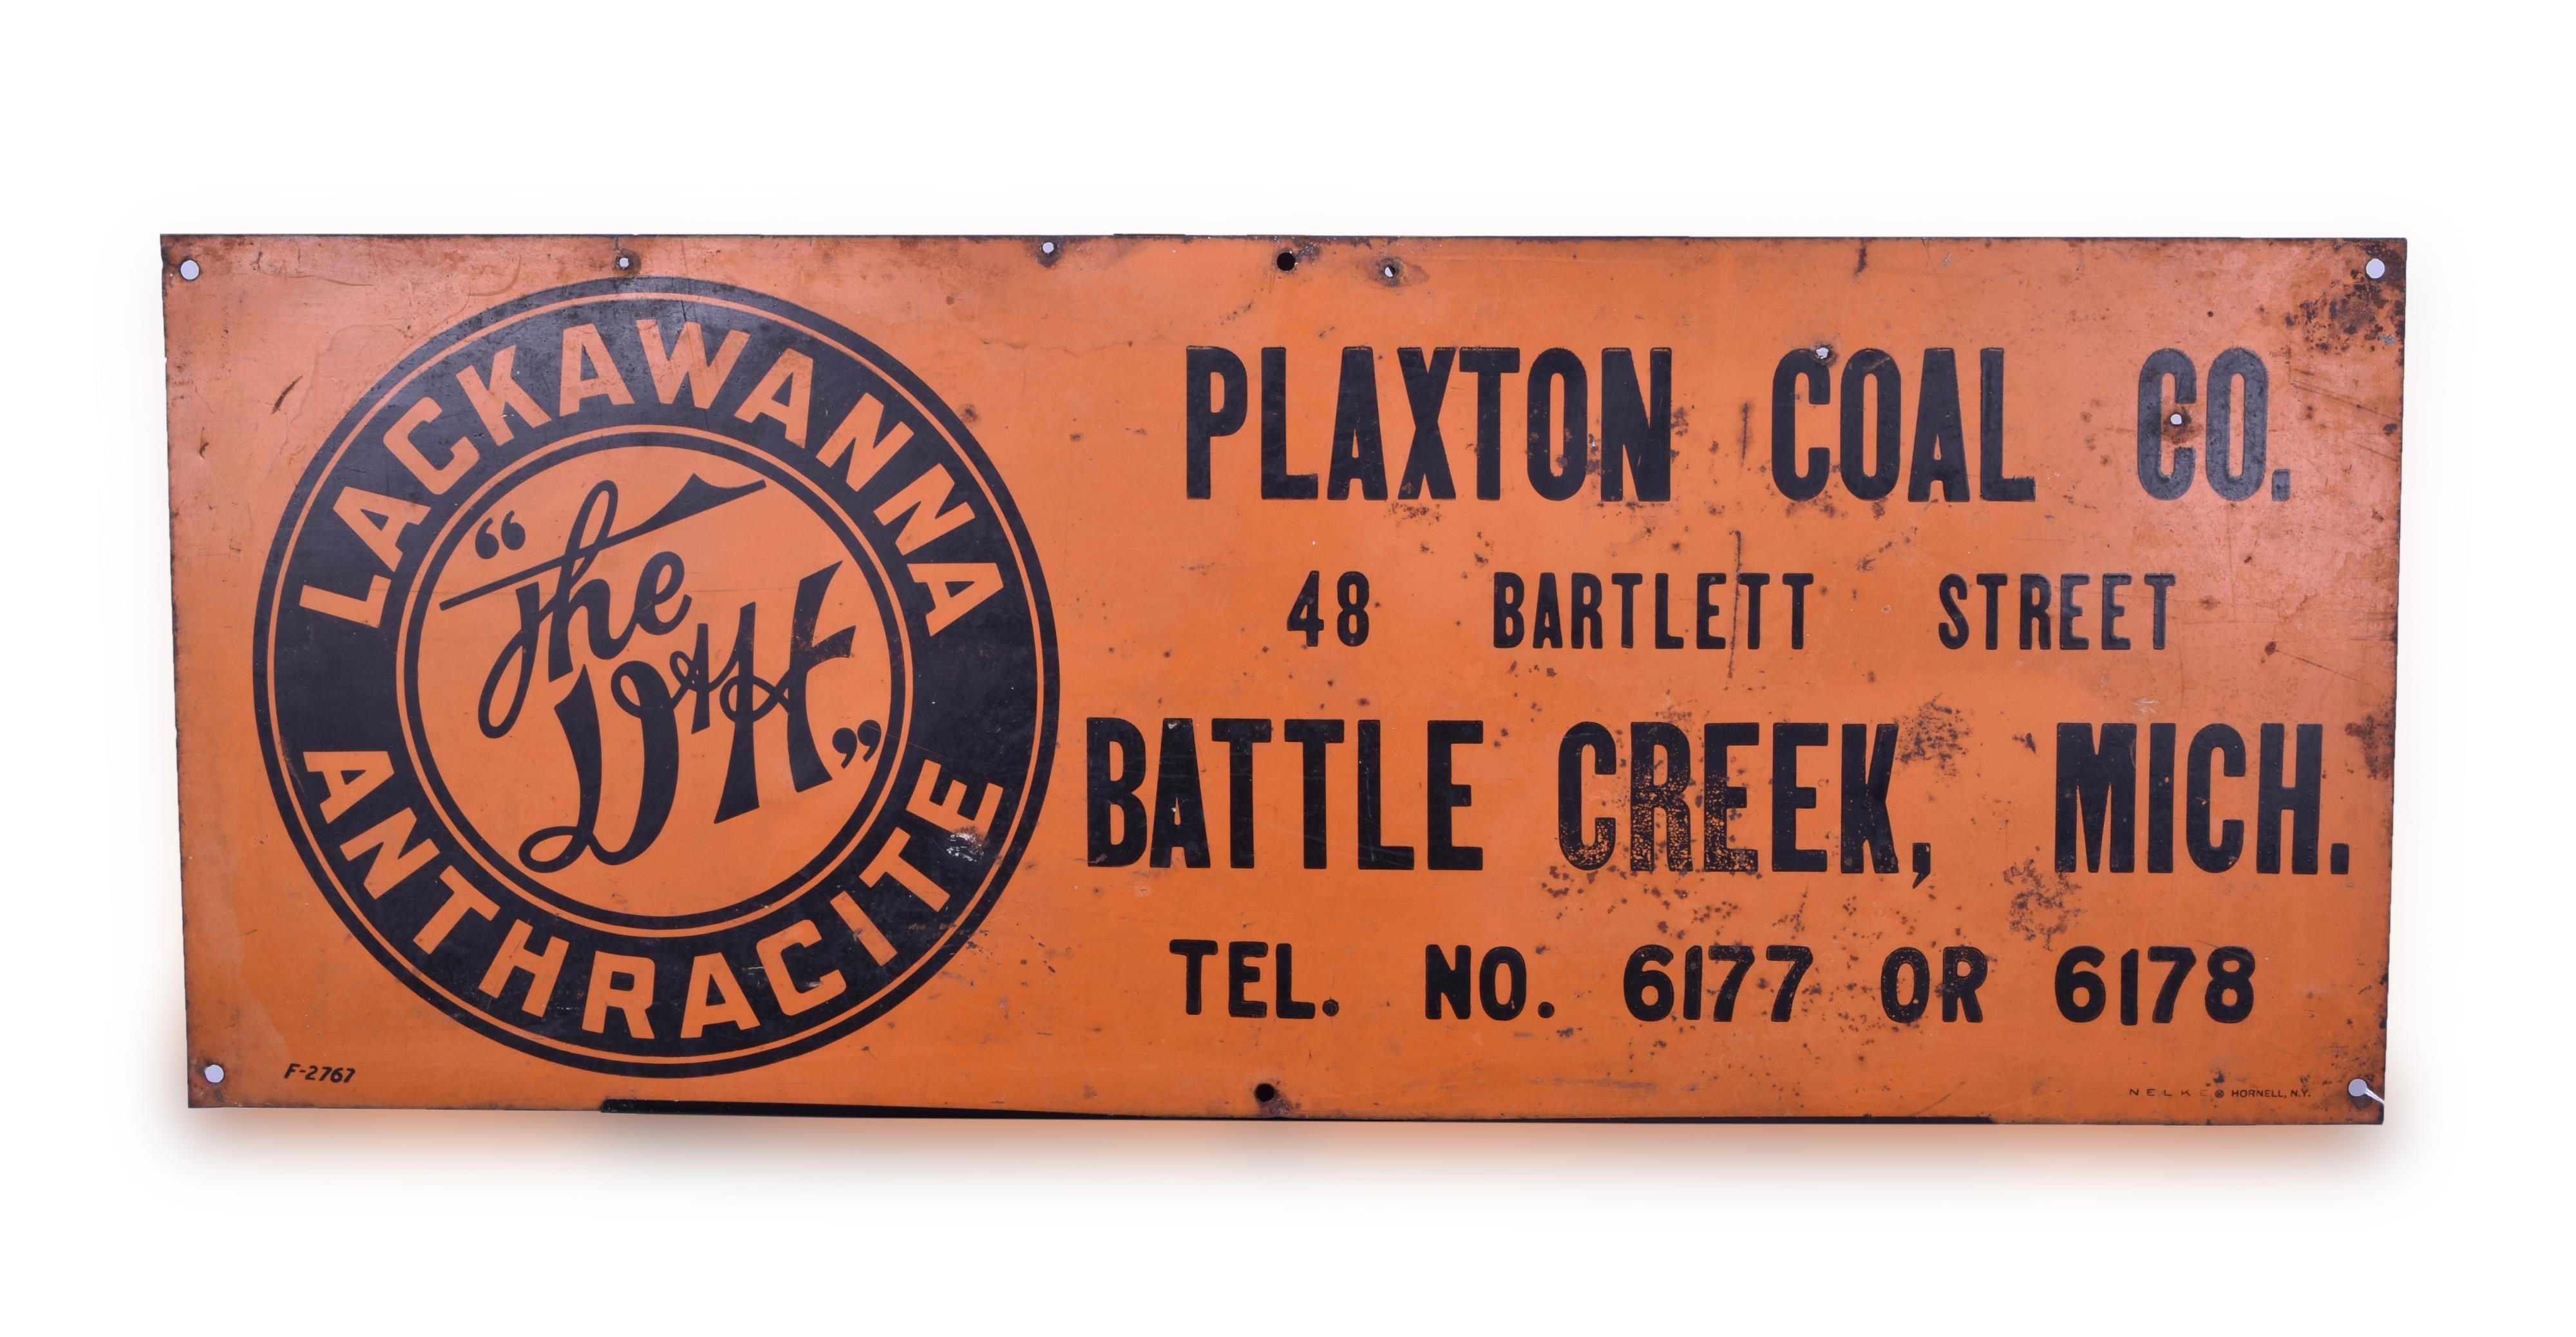 LACKAWANNA
“The
D&H”
ANTHRACITE
PLAXTON COAL CO.
48 BARTLETT STREET
BATTLE CREEK, MICH.
TEL. NO. 6177 OR 6178
F-2767
NELKE HORNELL, N.Y.